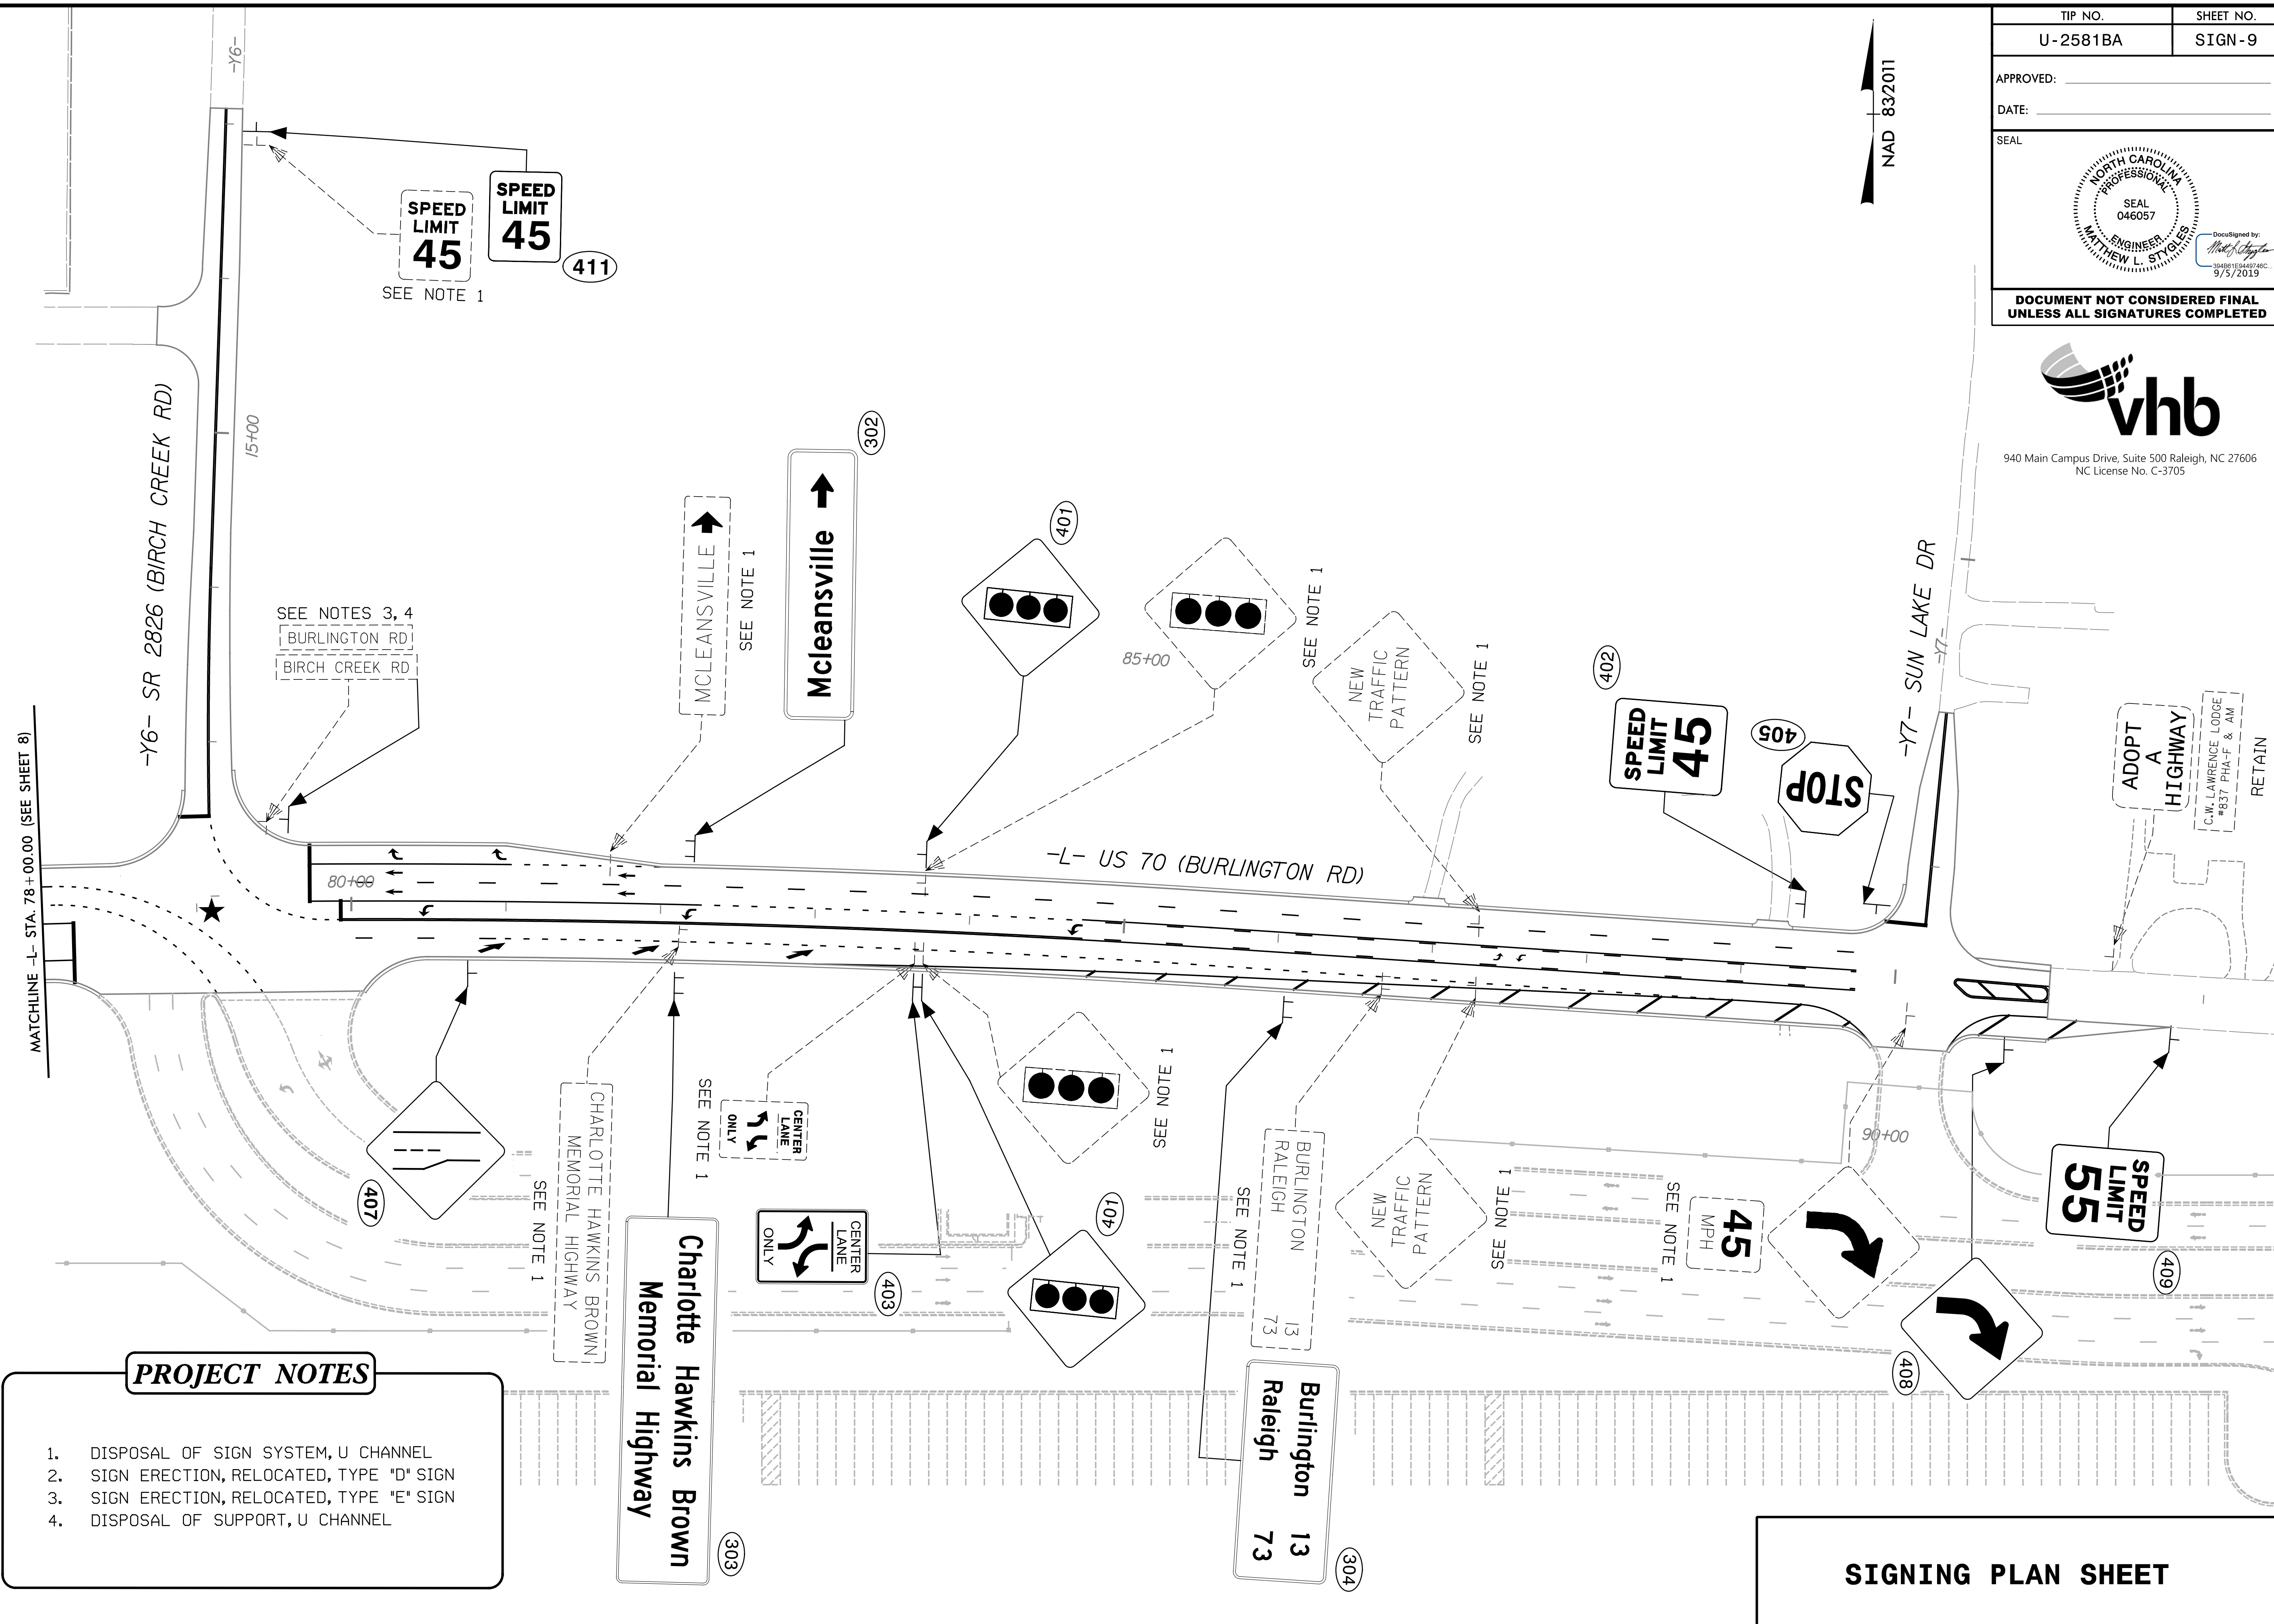 TIP NO.
SHEET NO.
U-2581BA
SIGN-9
APPROVED:
DATE:
SEAL
NORTH CAROLINA
PROFESSIONAL
SEAL
046057
ENGINEER
MATTHEW L. STYGLES
DocuSigned by:
394B61E9449746C...
9/5/2019
DOCUMENT NOT CONSIDERED FINAL
UNLESS ALL SIGNATURES COMPLETED
vhb
940 Main Campus Drive, Suite 500 Raleigh, NC 27606
NC License No. C-3705
NAD 83/2011
-Y6-
SPEED
LIMIT
45
SEE NOTE 1
SPEED
LIMIT
45
411
-Y6- SR 2826 (BIRCH CREEK RD)
15+00
SEE NOTES 3, 4
BURLINGTON RD
BIRCH CREEK RD
MATCHLINE -L- STA. 78+00.00 (SEE SHEET 8)
MCLEANSVILLE
SEE NOTE 1
Mcleansville
302
401
85+00
SEE NOTE 1
NEW
TRAFFIC
PATTERN
SEE NOTE 1
402
SPEED
LIMIT
45
405
STOP
-Y7- SUN LAKE DR
-Y7-
ADOPT
A
HIGHWAY
C.W. LAWRENCE LODGE
#837 PHA-F & AM
RETAIN
80+00
-L- US 70 (BURLINGTON RD)
90+00
407
SEE NOTE 1
CHARLOTTE HAWKINS BROWN
MEMORIAL HIGHWAY
Charlotte Hawkins Brown
Memorial Highway
303
SEE NOTE 1
CENTER
LANE
ONLY
CENTER
LANE
ONLY
403
SEE NOTE 1
401
SEE NOTE 1
BURLINGTON 13
RALEIGH 73
Burlington 13
Raleigh 73
304
NEW
TRAFFIC
PATTERN
SEE NOTE 1
SEE NOTE 1
45
MPH
408
SPEED
LIMIT
55
409
PROJECT NOTES
1. DISPOSAL OF SIGN SYSTEM, U CHANNEL
2. SIGN ERECTION, RELOCATED, TYPE "D" SIGN
3. SIGN ERECTION, RELOCATED, TYPE "E" SIGN
4. DISPOSAL OF SUPPORT, U CHANNEL
SIGNING PLAN SHEET